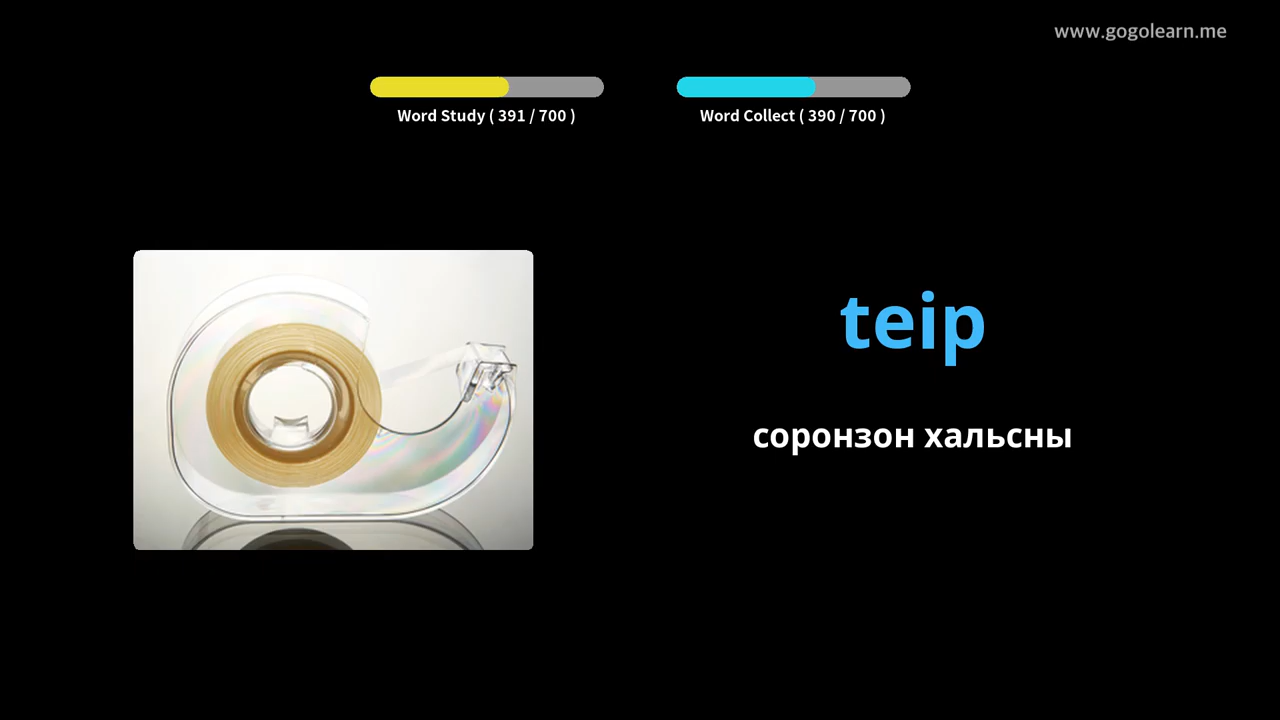 www.gogolearn.me
Word Study ( 391 / 700 )
Word Collect ( 390 / 700 )
teip
соронзон хальсны